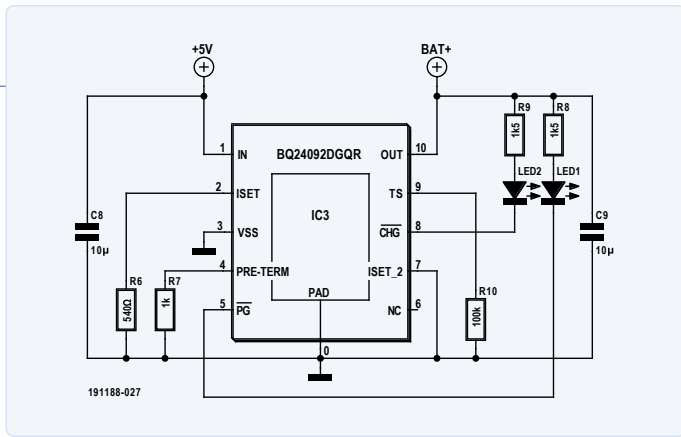 +5V
BAT+
R9
R8
1k5
1k5
1
IN
BQ24092DGQR
OUT
10
LED2
LED1
2
ISET
IC3
TS
9
C8
10µ
3
VSS
CHG
8
C9
10µ
4
PRE-TERM
ISET_2
7
R6
R7
540Ω
1k
PAD
R10
100k
5
PG
NC
6
0
191188-027